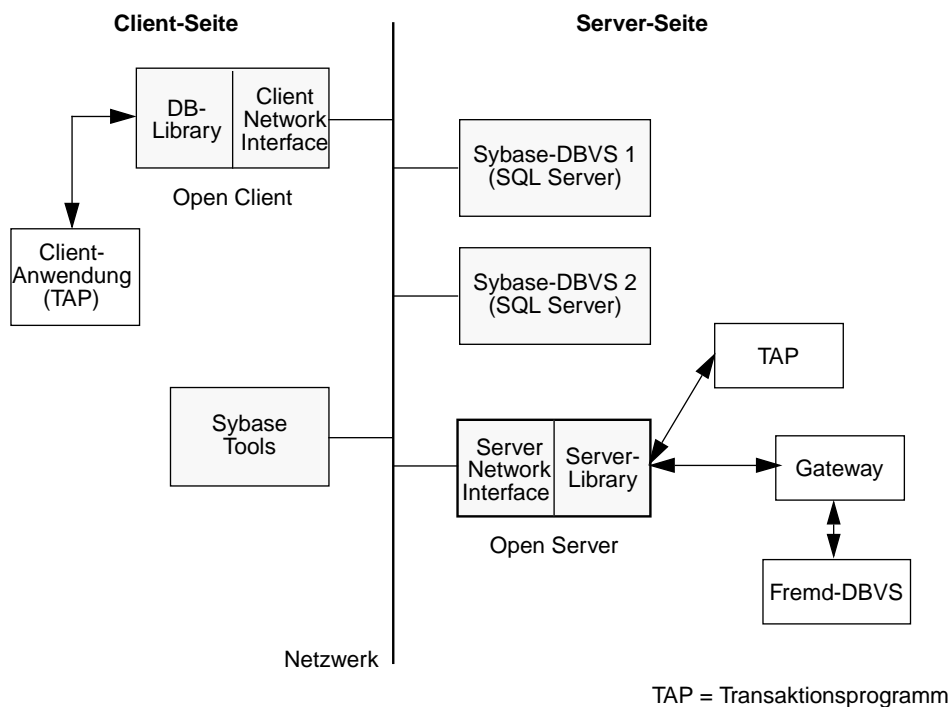 Client-Seite
Server-Seite
DB-
Library
Client
Network
Interface
Open Client
Client-
Anwendung
(TAP)
Sybase-DBVS 1
(SQL Server)
Sybase-DBVS 2
(SQL Server)
TAP
Sybase
Tools
Server
Network
Interface
Server-
Library
Open Server
Gateway
Fremd-DBVS
Netzwerk
TAP = Transaktionsprogramm